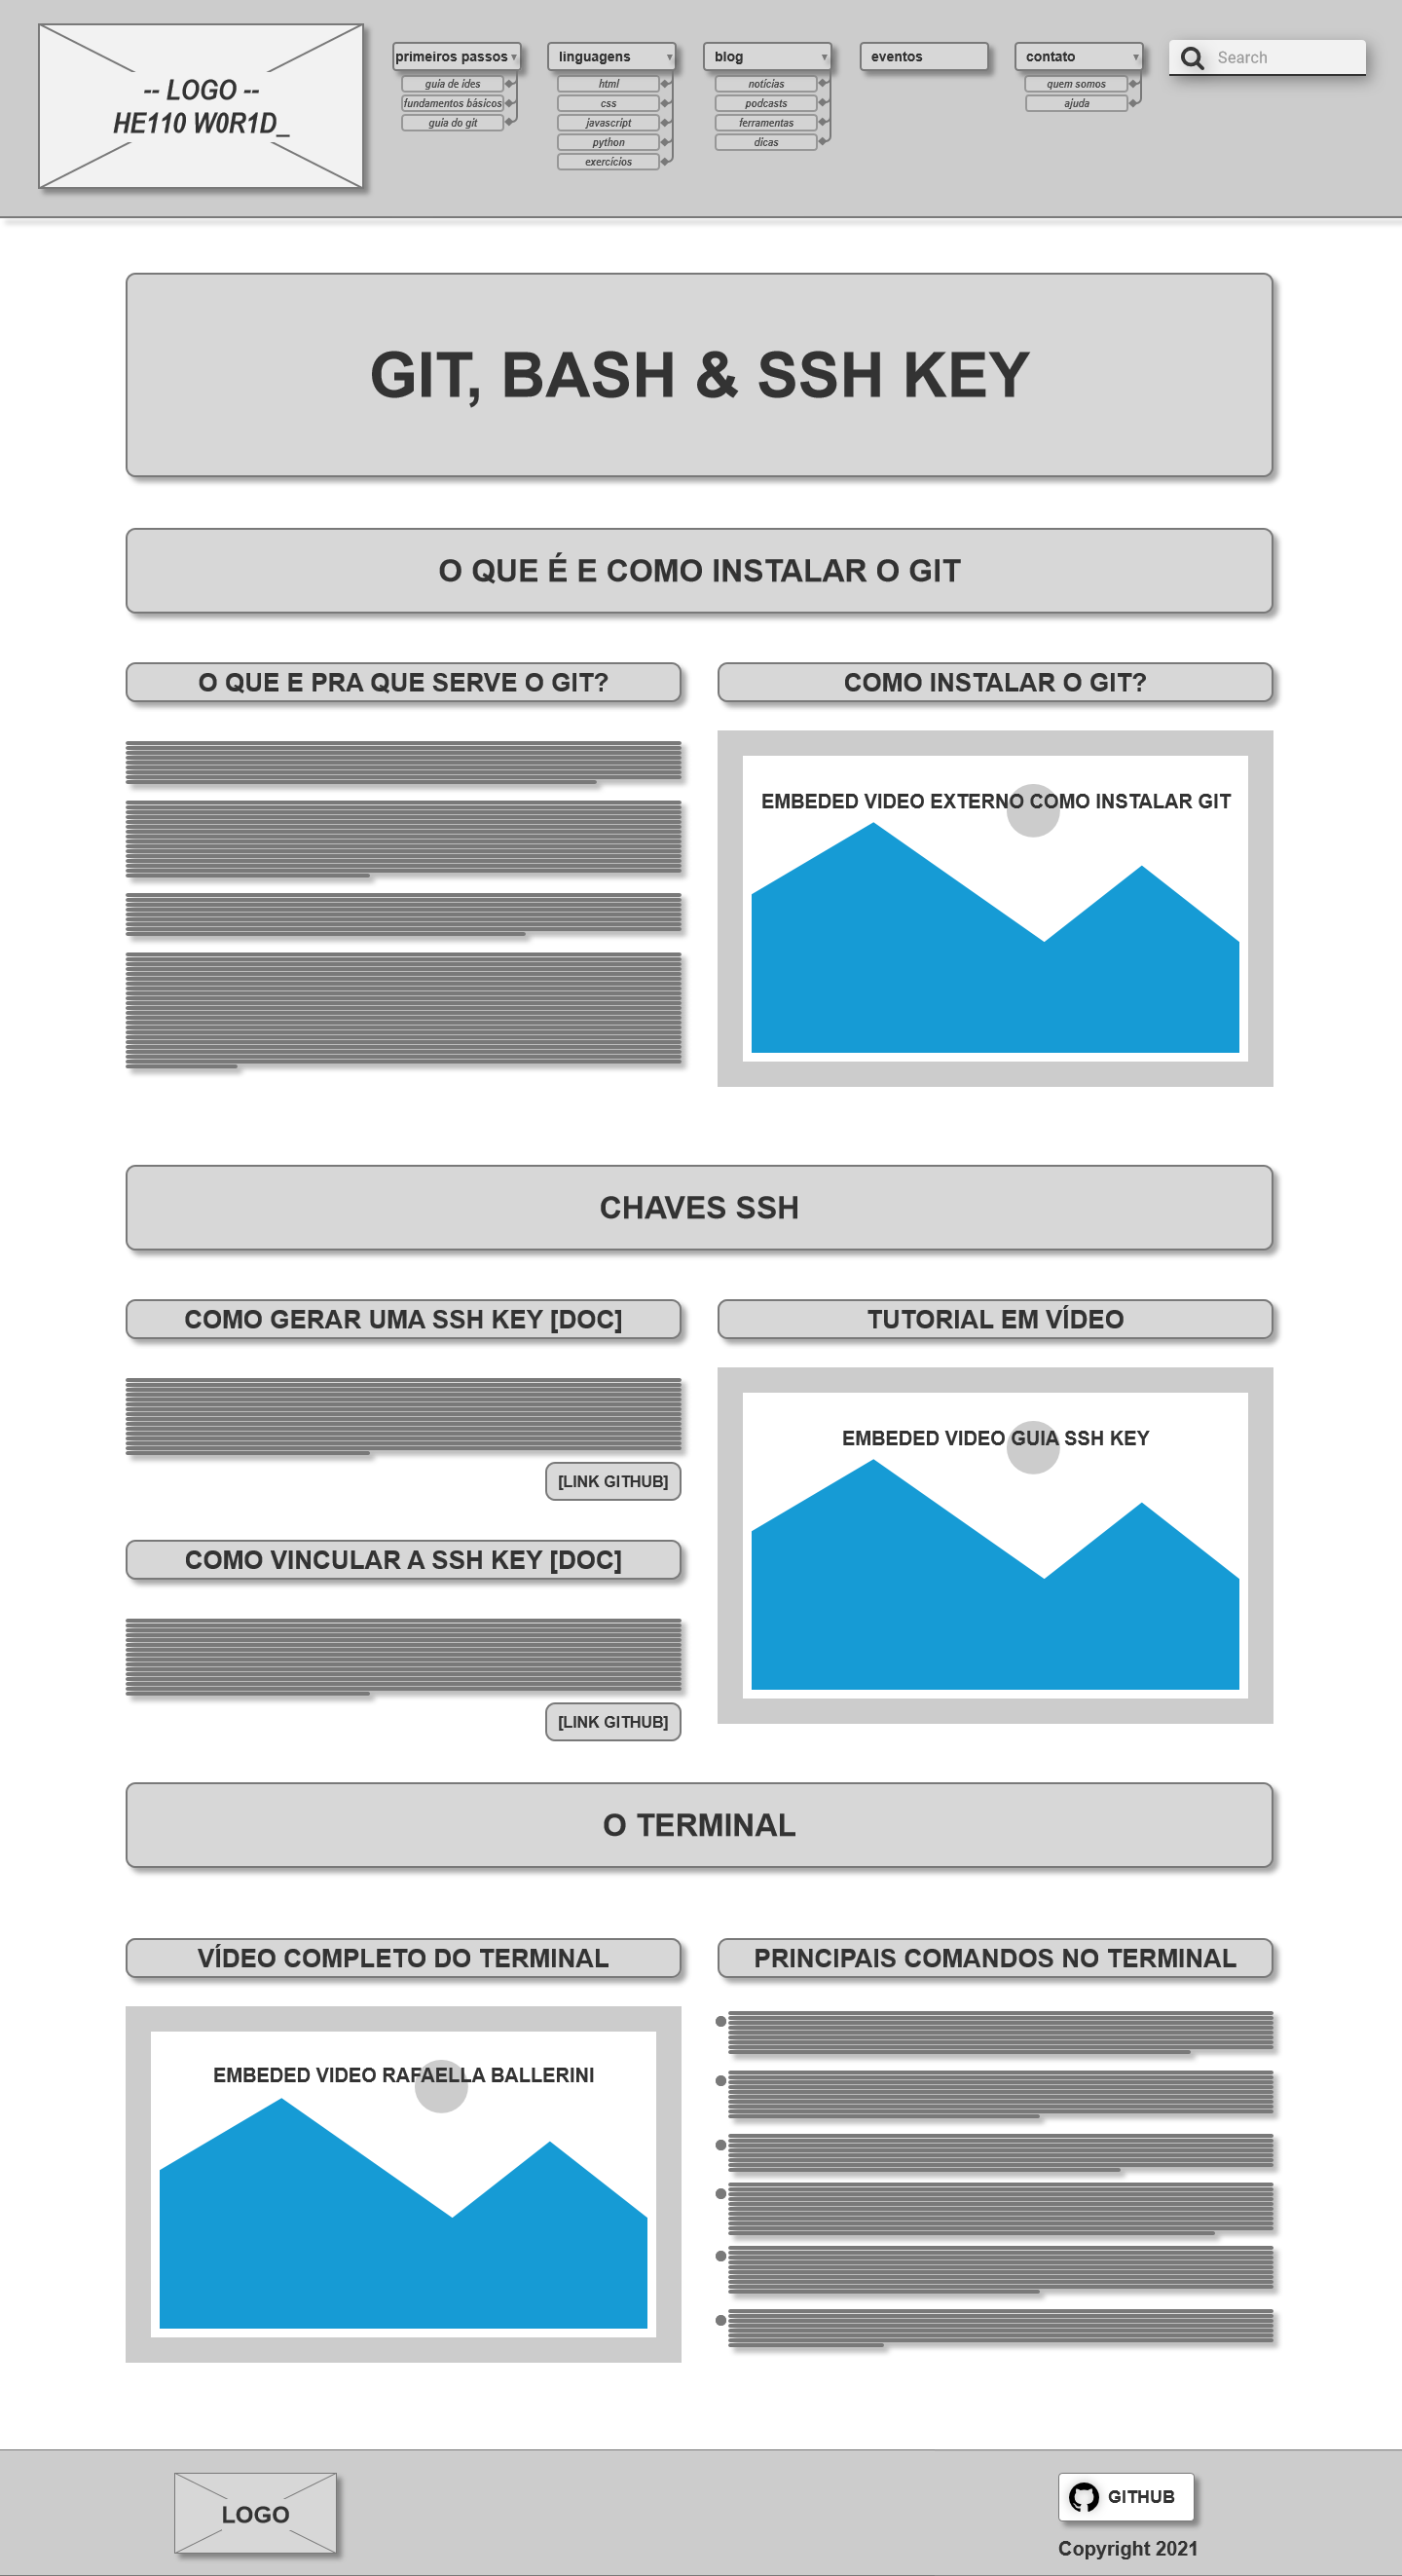 -- LOGO --
HE110 W0R1D_
primeiros passos ▾
guia de ides
fundamentos básicos
guia do git
linguagens ▾
html
css
javascript
python
exercícios
blog ▾
notícias
podcasts
ferramentas
dicas
eventos
contato ▾
quem somos
ajuda
Search
GIT, BASH & SSH KEY
O QUE É E COMO INSTALAR O GIT
O QUE E PRA QUE SERVE O GIT?
COMO INSTALAR O GIT?
EMBEDED VIDEO EXTERNO COMO INSTALAR GIT
CHAVES SSH
COMO GERAR UMA SSH KEY [DOC]
[LINK GITHUB]
COMO VINCULAR A SSH KEY [DOC]
[LINK GITHUB]
TUTORIAL EM VÍDEO
EMBEDED VIDEO GUIA SSH KEY
O TERMINAL
VÍDEO COMPLETO DO TERMINAL
EMBEDED VIDEO RAFAELLA BALLERINI
PRINCIPAIS COMANDOS NO TERMINAL
LOGO
GITHUB
Copyright 2021